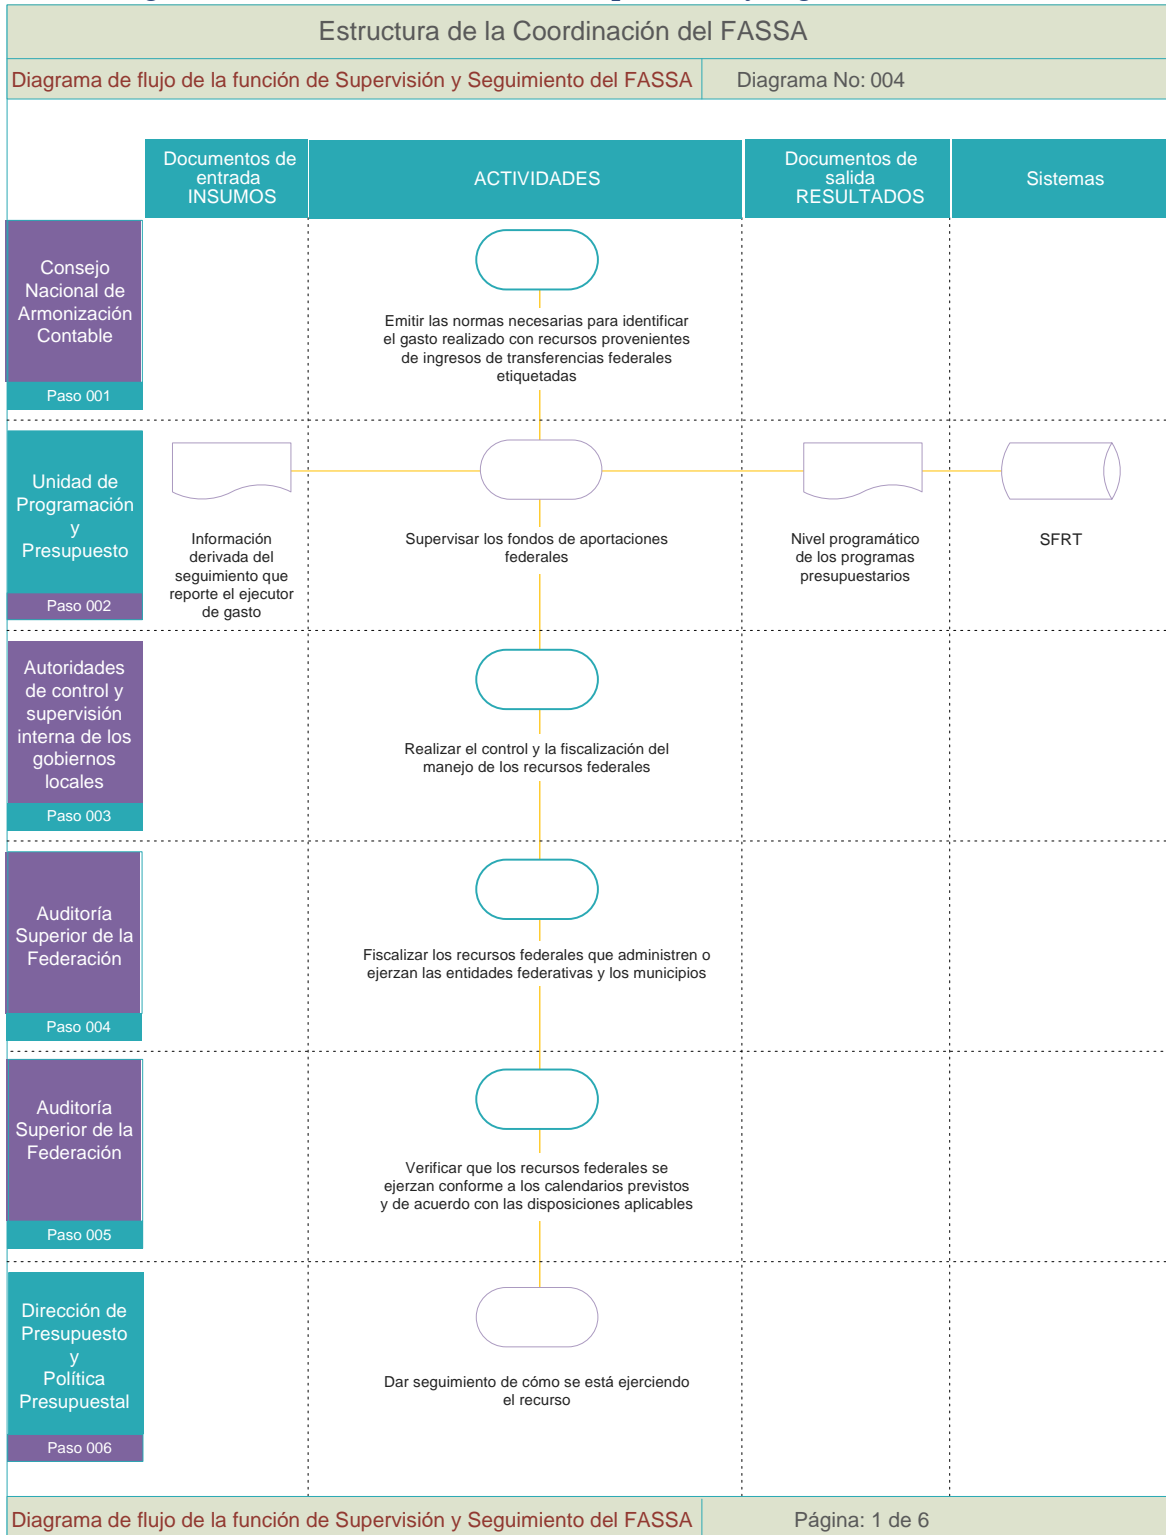 Estructura de la Coordinación del FASSA
Diagrama de flujo de la función de Supervisión y Seguimiento del FASSA
Diagrama No: 004
Documentos de
entrada
INSUMOS
ACTIVIDADES
Documentos de
salida
RESULTADOS
Sistemas
Consejo
Nacional de
Armonización
Contable
Paso 001
Emitir las normas necesarias para identificar
el gasto realizado con recursos provenientes
de ingresos de transferencias federales
etiquetadas
Unidad de
Programación
y
Presupuesto
Paso 002
Información
derivada del
seguimiento que
reporte el ejecutor
de gasto
Supervisar los fondos de aportaciones
federales
Nivel programático
de los programas
presupuestarios
SFRT
Autoridades
de control y
supervisión
interna de los
gobiernos
locales
Paso 003
Realizar el control y la fiscalización del
manejo de los recursos federales
Auditoría
Superior de la
Federación
Paso 004
Fiscalizar los recursos federales que administren o
ejerzan las entidades federativas y los municipios
Auditoría
Superior de la
Federación
Paso 005
Verificar que los recursos federales se
ejerzan conforme a los calendarios previstos
y de acuerdo con las disposiciones aplicables
Dirección de
Presupuesto
y
Política
Presupuestal
Paso 006
Dar seguimiento de cómo se está ejerciendo
el recurso
Diagrama de flujo de la función de Supervisión y Seguimiento del FASSA
Página: 1 de 6